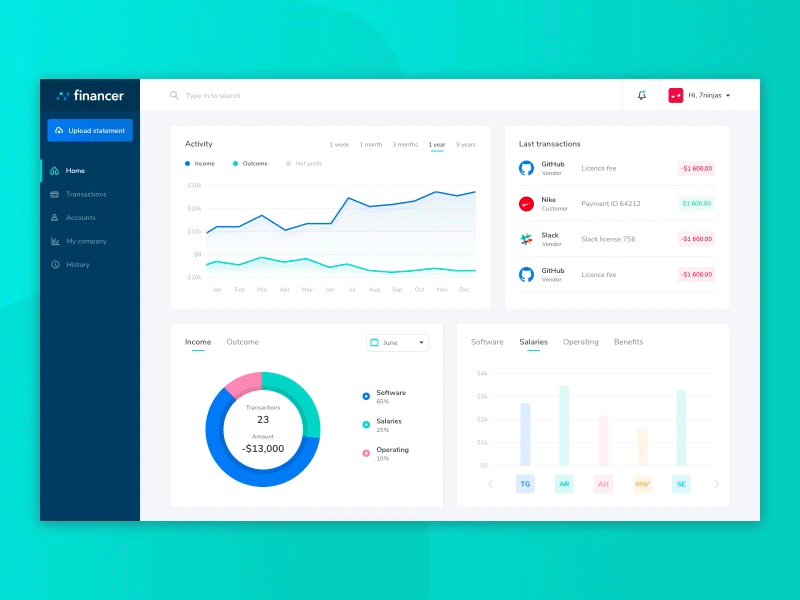 financer
Type in to search
Hi, 7ninjas
Upload statement
Home
Transactions
Accounts
My company
History
Activity
1 week 1 month 3 months 1 year 5 years
Income Outcome Net profit
$30k
$20k
$10k
$0
-$20k
Jan Feb Mar Apr May Jun Jul Aug Sep Oct Nov Dec
Last transactions
GitHub
Vendor
Licence fee
-$1 600,00
Nike
Customer
Payment ID 64212
$1 600,00
Slack
Vendor
Slack license 756
-$1 600,00
GitHub
Vendor
Licence fee
-$1 600,00
Income Outcome
June
Transactions
23
Amount
-$13,000
Software
65%
Salaries
25%
Operating
10%
Software Salaries Operating Benefits
$4k
$3k
$2k
$1k
$0
TG AR AH MW SE